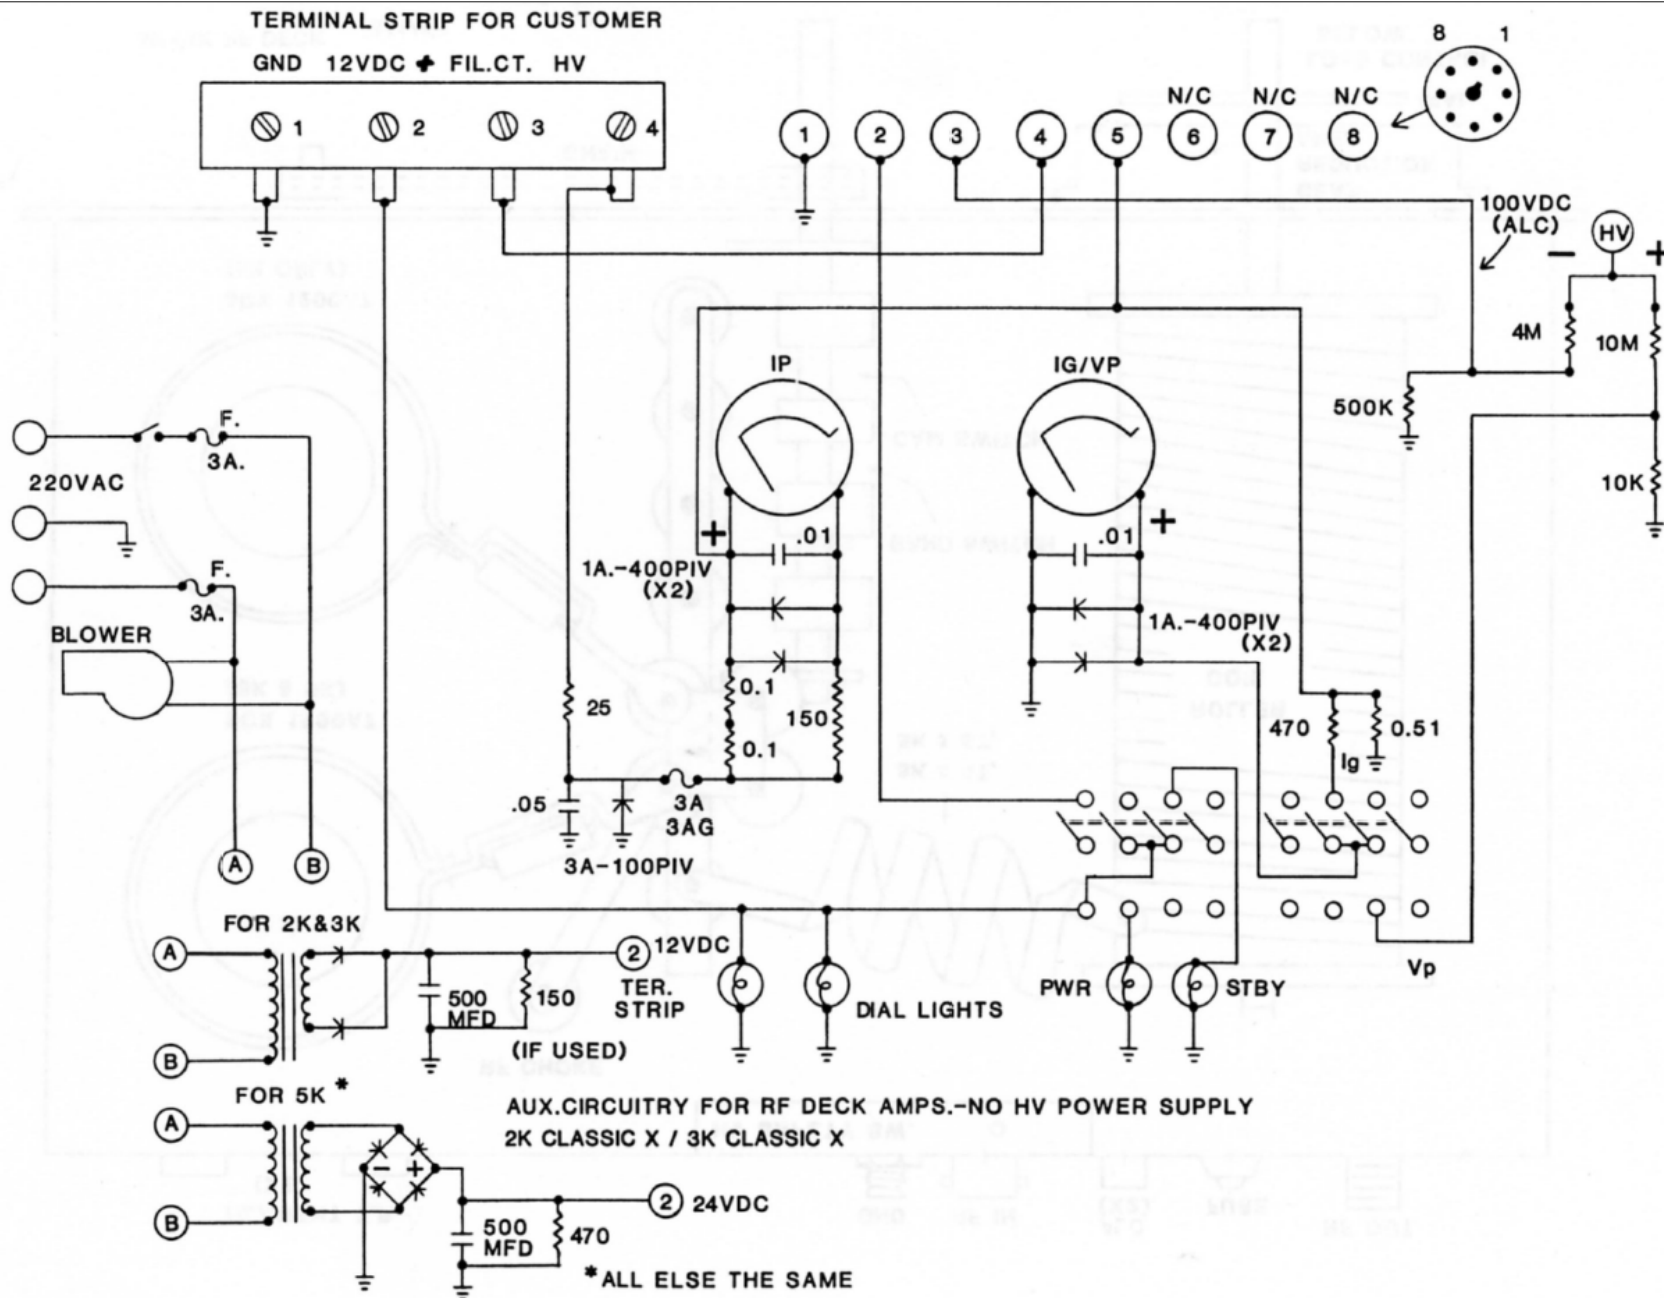 TERMINAL STRIP FOR CUSTOMER
GND 12VDC + FIL.CT. HV
1 2 3 4
8 1
N/C N/C N/C
1 2 3 4 5 6 7 8
100VDC
(ALC)
HV
- +
4M
10M
500K
10K
IP
IG/VP
F.
3A.
220VAC
F.
3A.
BLOWER
+
.01
1A.-400PIV
(X2)
.01
+
1A.-400PIV
(X2)
0.1
0.1
150
25
.05
3A
3AG
3A-100PIV
470
0.51
Ig
A B
FOR 2K&3K
A
B
500
MFD
150
(IF USED)
2 12VDC
TER.
STRIP
DIAL LIGHTS
PWR
STBY
Vp
FOR 5K *
A
B
- +
500
MFD
470
2 24VDC
* ALL ELSE THE SAME
AUX.CIRCUITRY FOR RF DECK AMPS.-NO HV POWER SUPPLY
2K CLASSIC X / 3K CLASSIC X